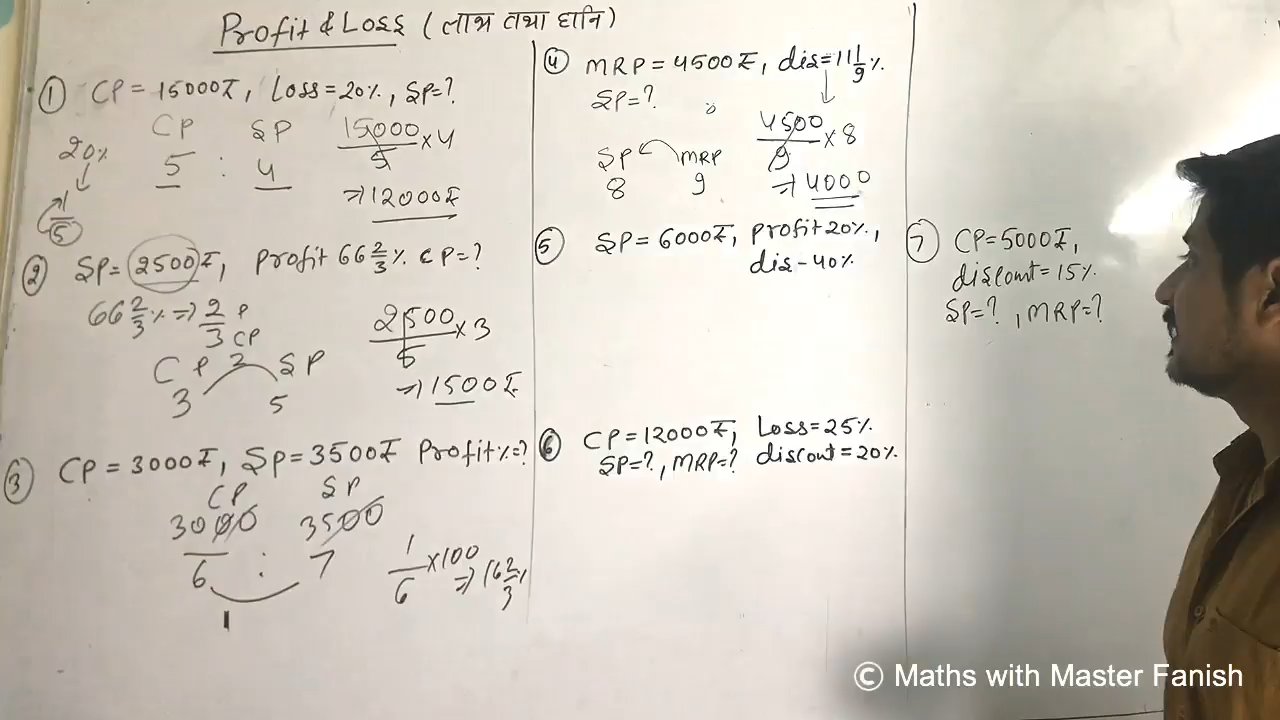 Profit & Loss (लाभ तथा हानि)
① CP = 15000₹, Loss=20%, SP=?
20%
1/5
CP SP
5 : 4
15000/5 × 4
⇒ 12000₹
② SP= 2500₹, Profit 66 2/3 % CP=?
66 2/3 % ⇒ 2/3 P CP
CP 2 SP
3 5
2500/5 × 3
⇒ 1500₹
③ CP = 3000₹, SP=3500₹ Profit%=?
CP SP
3000 3500
6 : 7
1
1/6 ×100 ⇒ 16 2/3 %
④ MRP = 4500₹, dis=11 1/9 %
SP=?
SP MRP
8 9
4500/9 × 8
⇒ 4000
⑤ SP=6000₹, Profit 20%,
dis-40%
⑥ CP=12000₹, Loss=25%
SP=?, MRP=? discout=20%
⑦ CP=5000₹,
discount=15%
SP=?, MRP=?
© Maths with Master Fanish